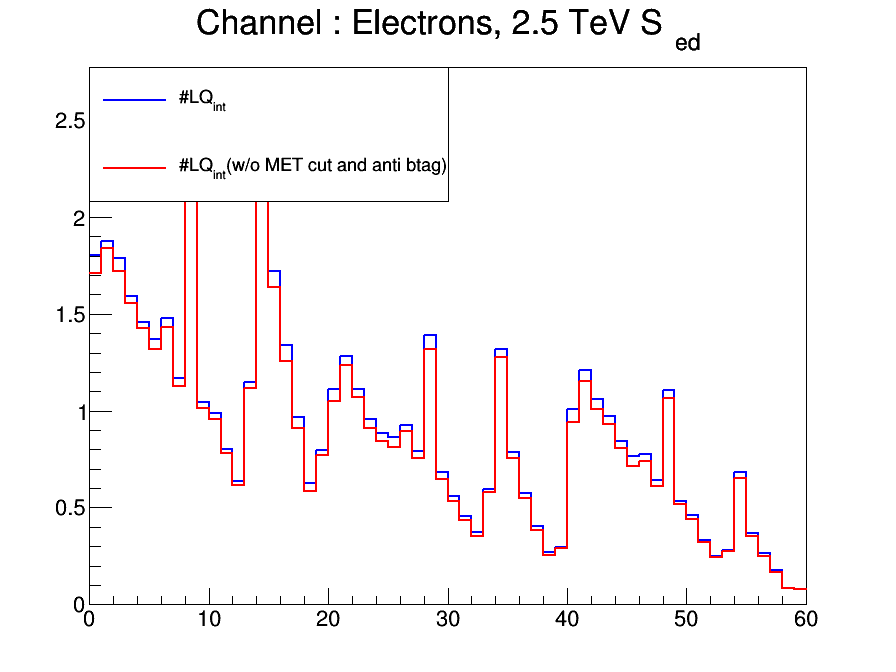 Channel : Electrons, 2.5 TeV S ed
#LQint
#LQint(w/o MET cut and anti btag)
2.5
2
1.5
1
0.5
0
0 10 20 30 40 50 60